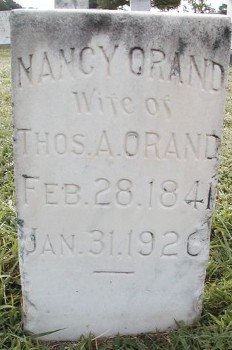 NANCY ORAND
Wife of
THOS. A. ORAND
FEB. 28. 1841
JAN. 31. 1926